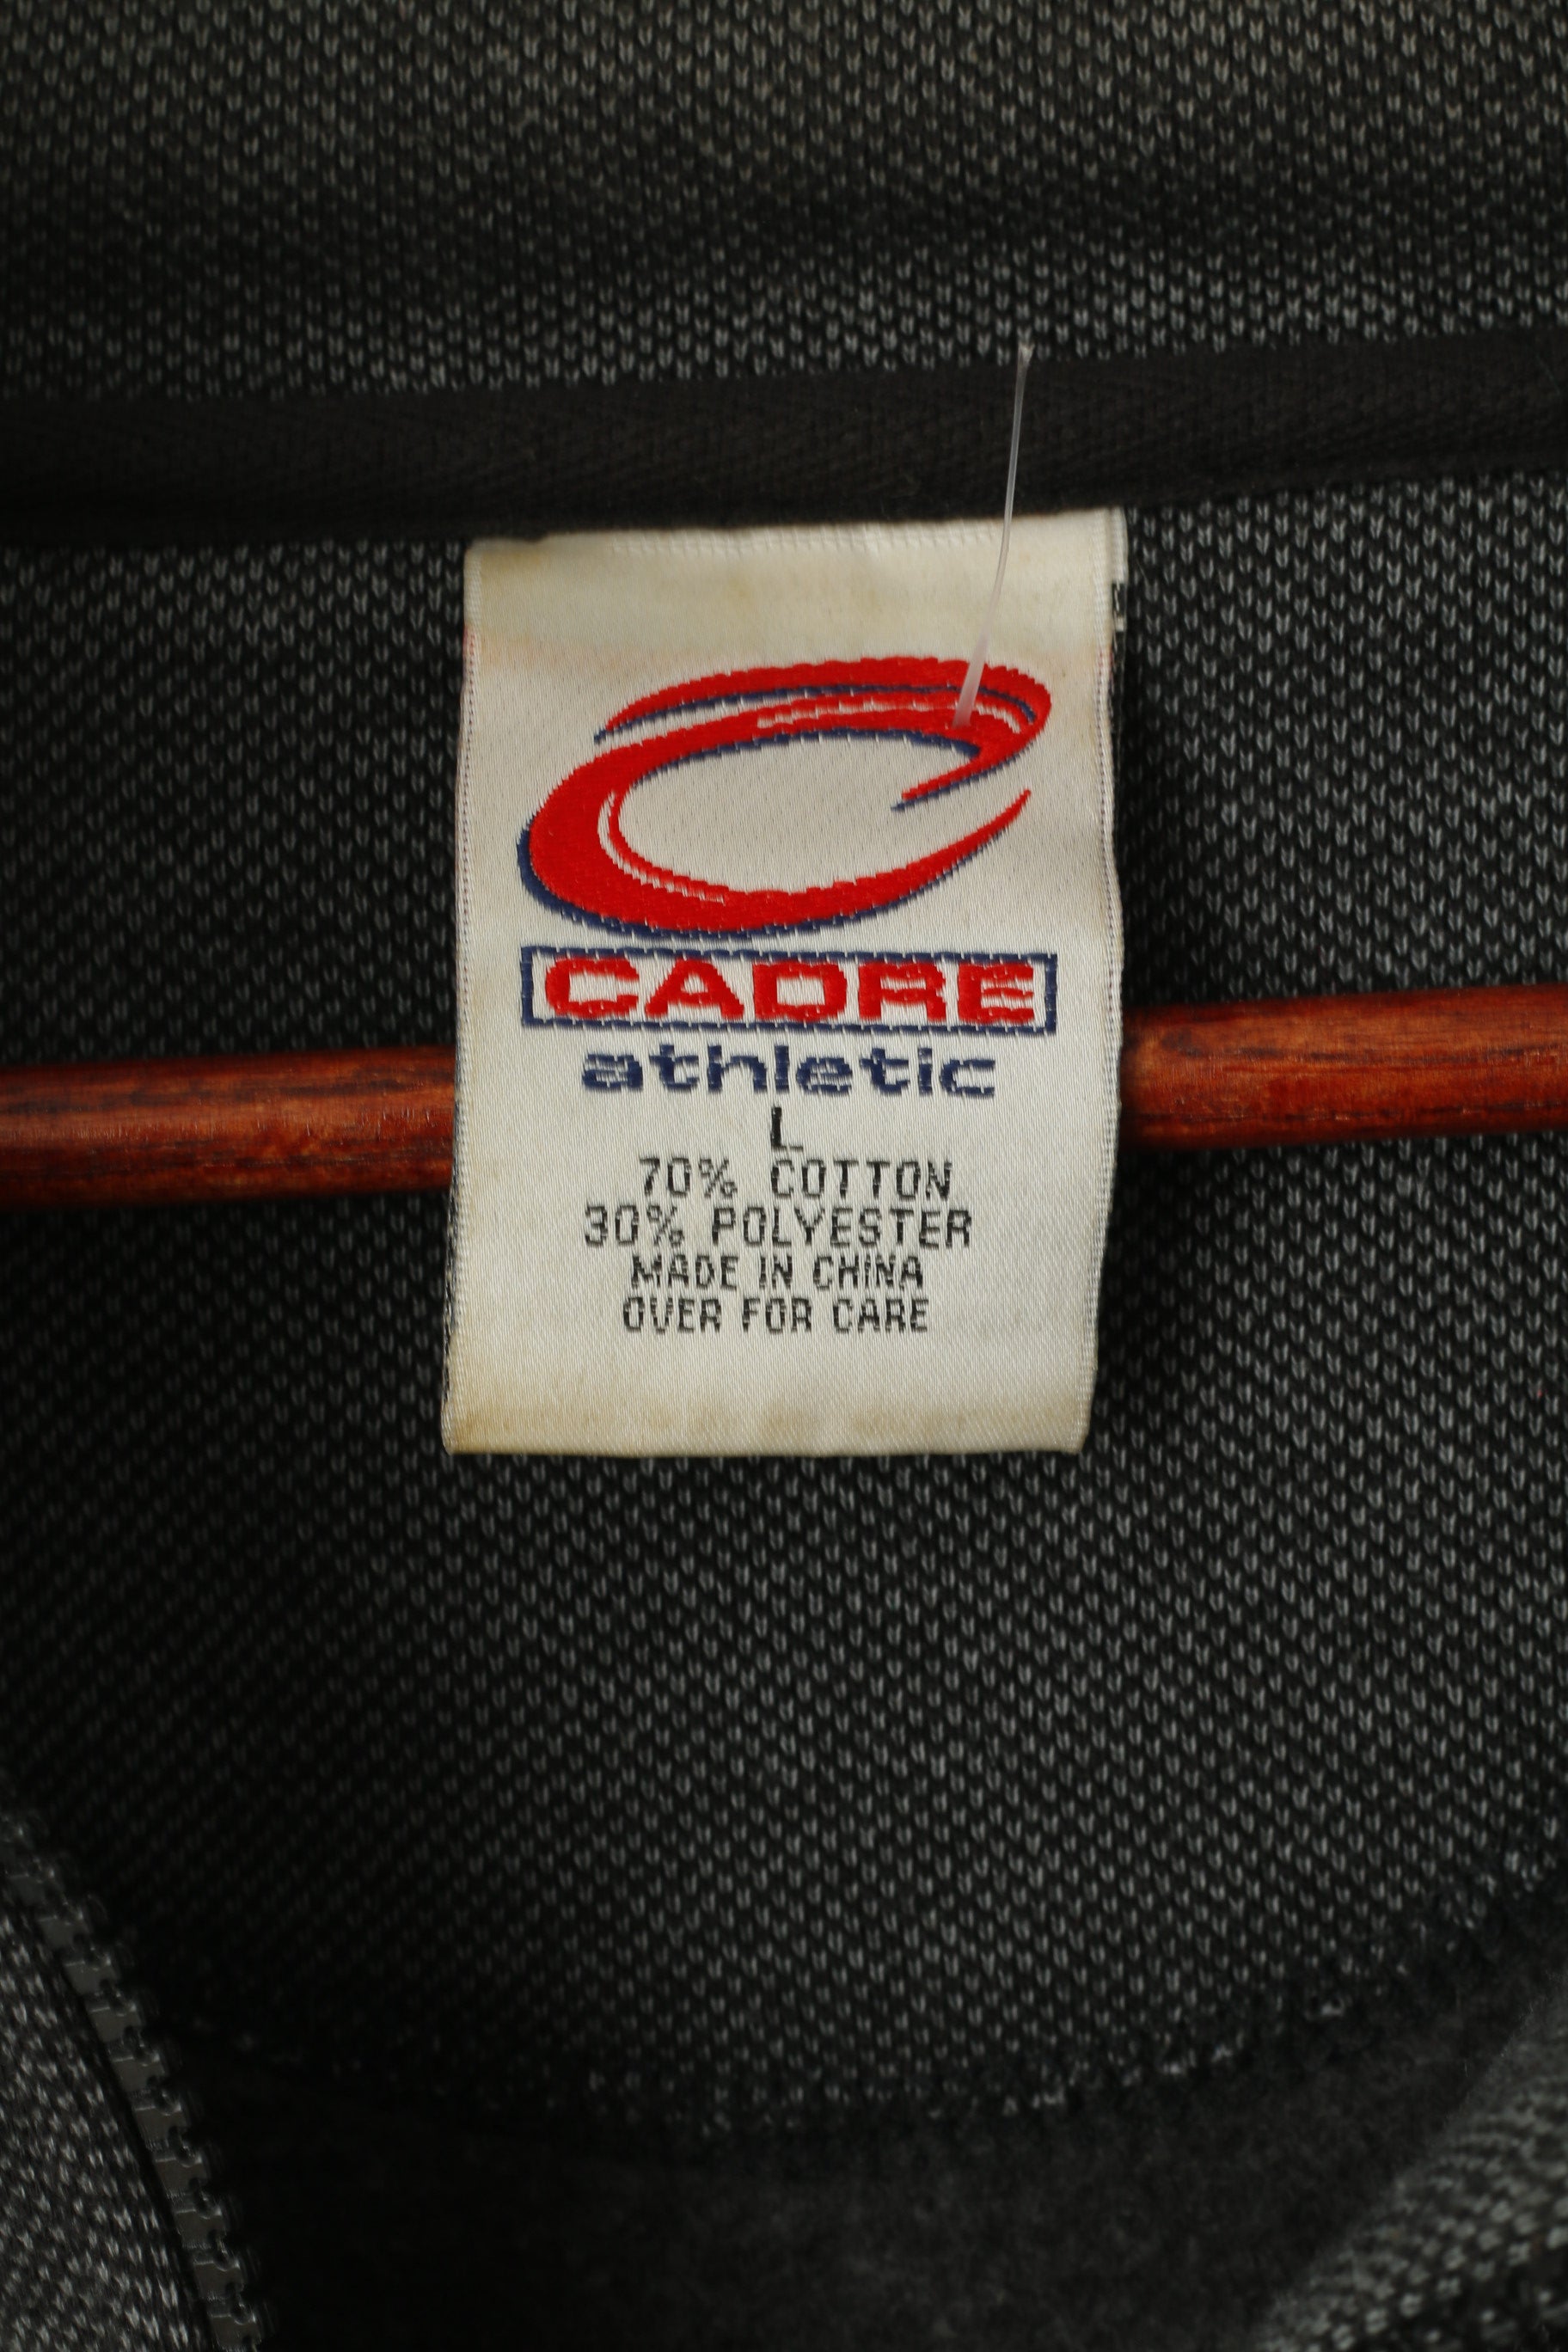 CADRE
athletic
L
70% COTTON
30% POLYESTER
MADE IN CHINA
OVER FOR CARE